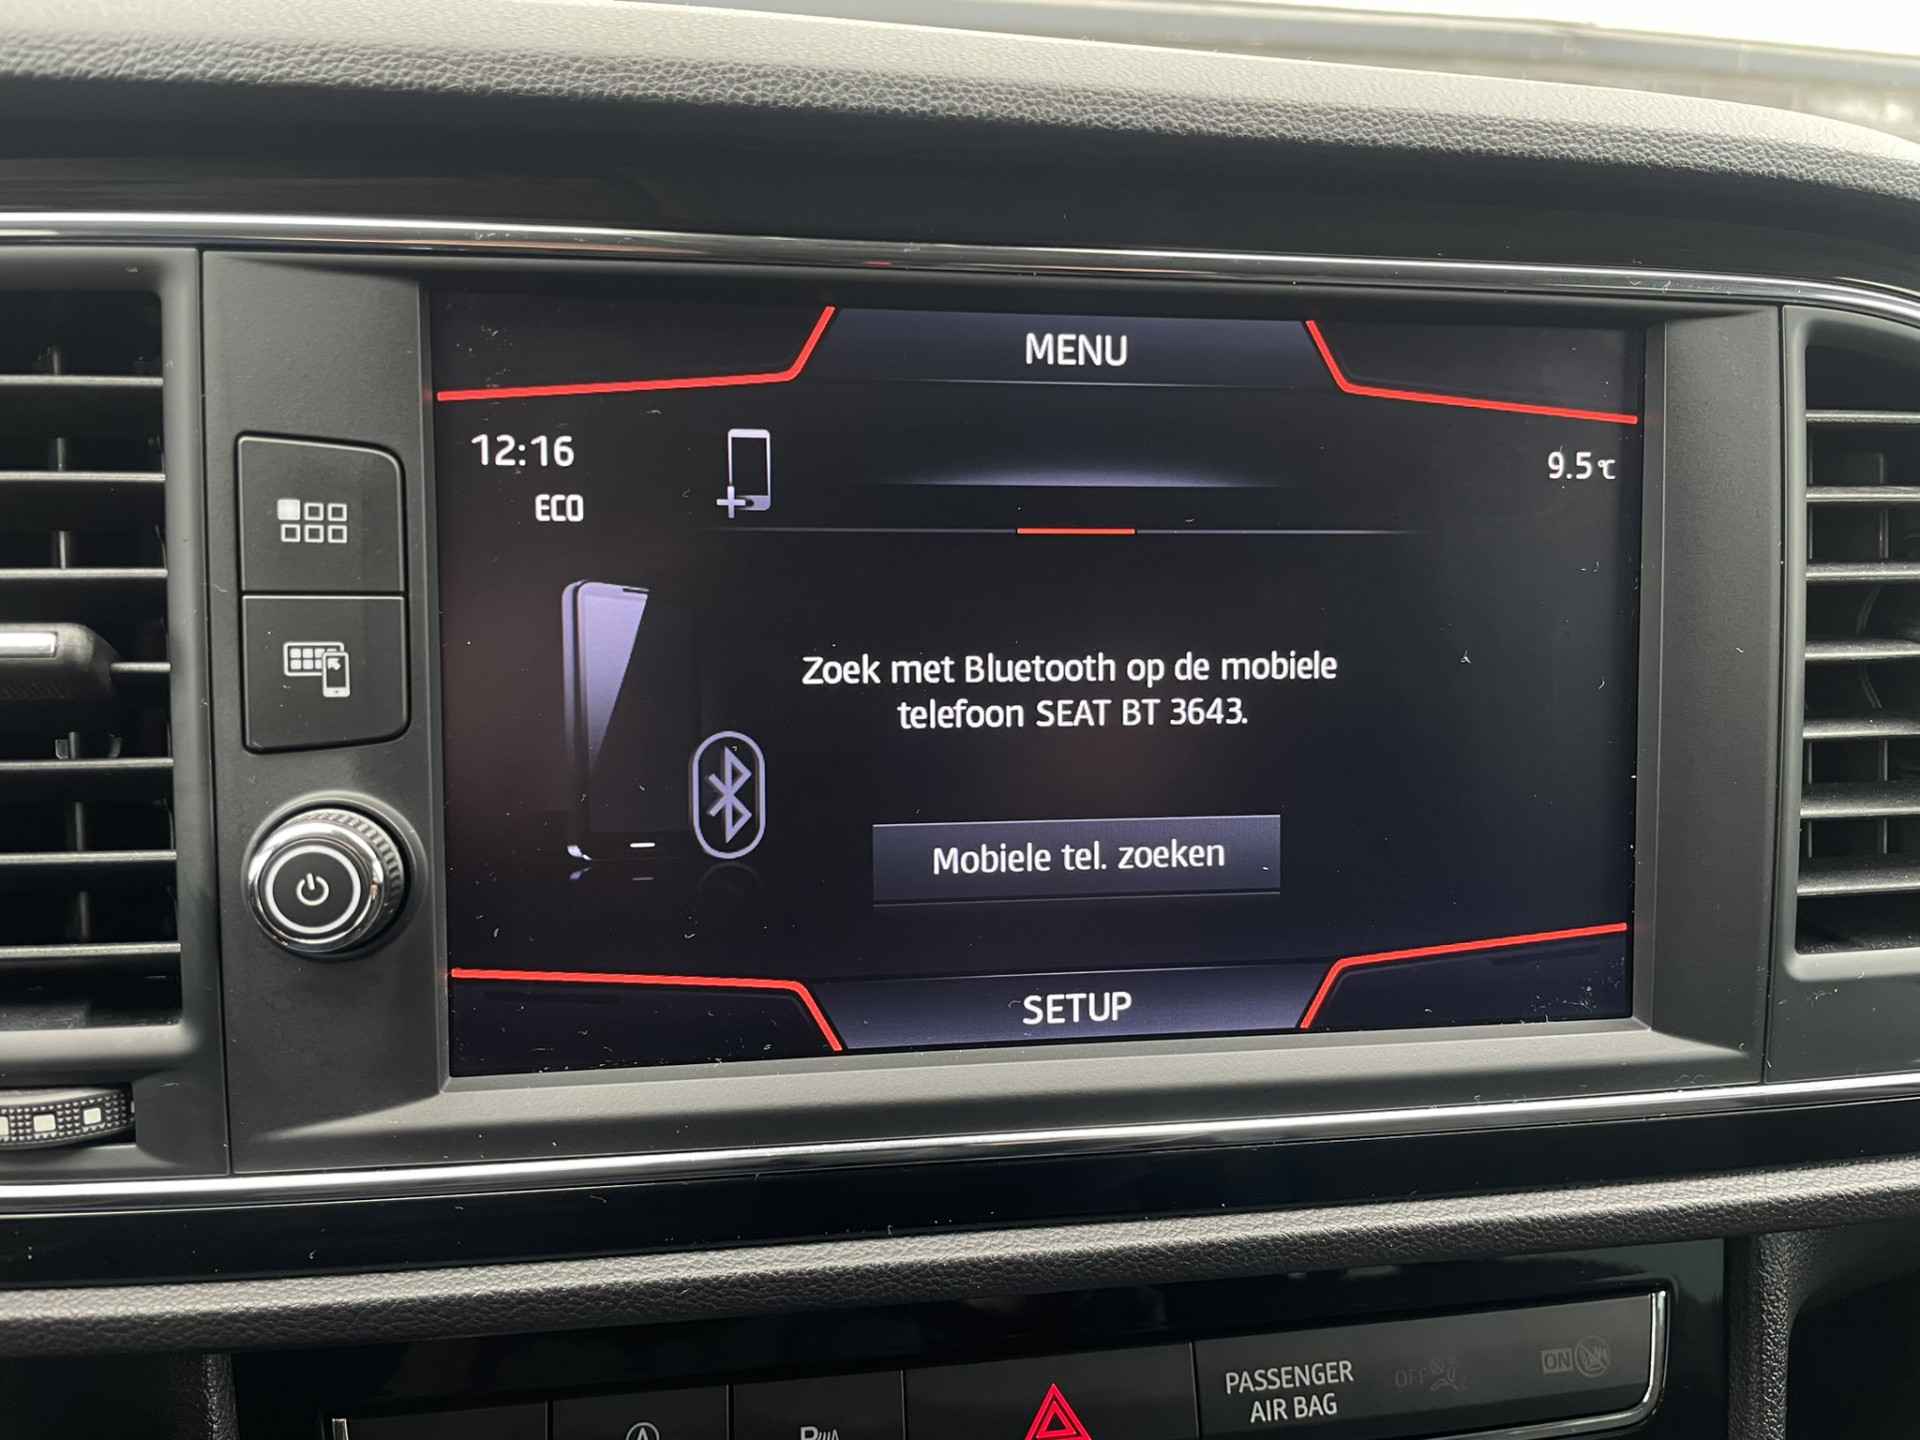 MENU
12:16
9.5°C
ECO
Zoek met Bluetooth op de mobiele
telefoon SEAT BT 3643.
Mobiele tel. zoeken
SETUP
PASSENGER
AIR BAG
OFF
ON
A
P